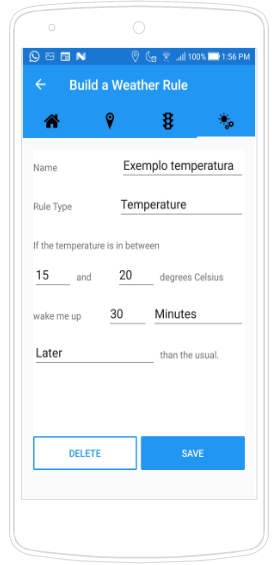 100% 1:56 PM
Build a Weather Rule
Name Exemplo temperatura
Rule Type Temperature
If the temperature is in between
15 and 20 degrees Celsius
wake me up 30 Minutes
Later than the usual.
DELETE SAVE